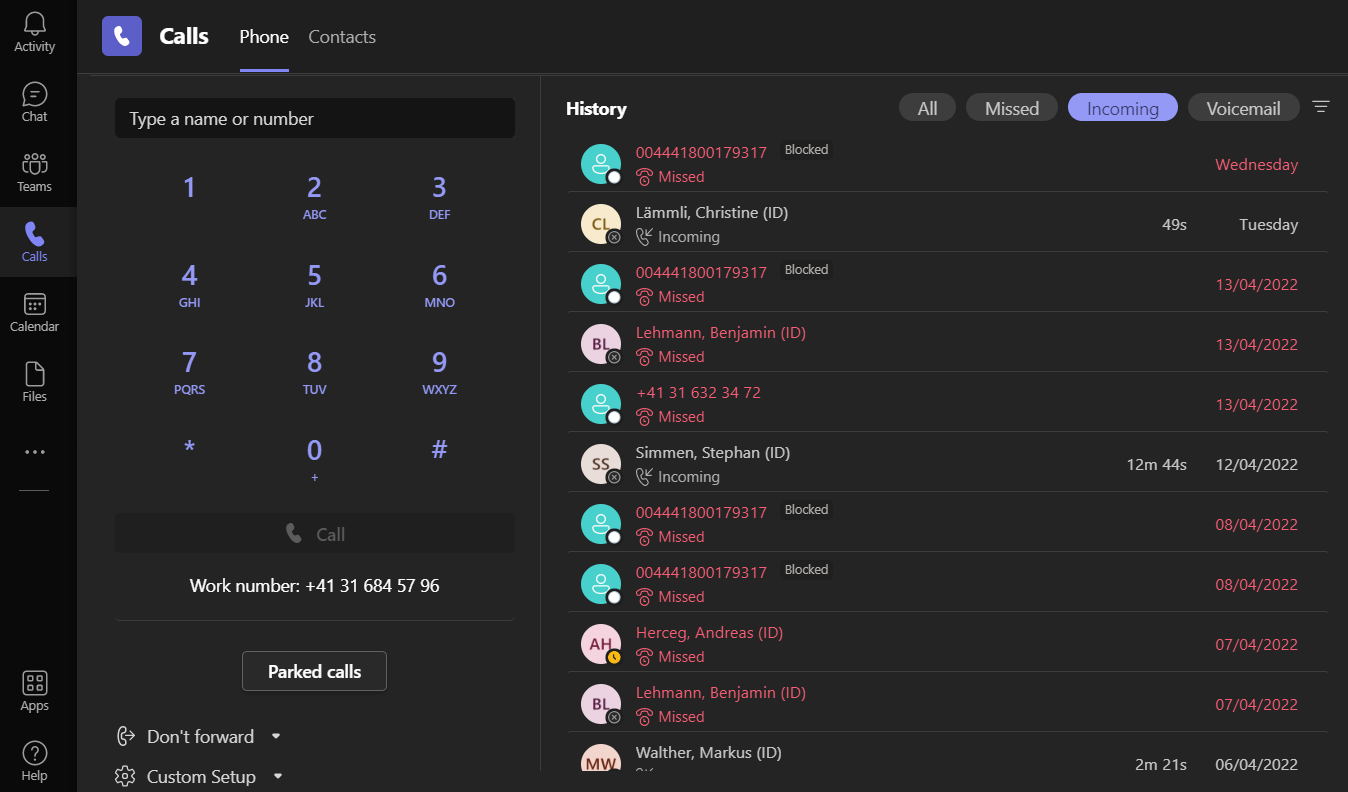 Activity
Chat
Teams
Calls
Calendar
Files
Apps
Help
Calls Phone Contacts
Type a name or number
1 2 3
ABC DEF
4 5 6
GHI JKL MNO
7 8 9
PQRS TUV WXYZ
* 0 #
+
Call
Work number: +41 31 684 57 96
Parked calls
Don't forward
Custom Setup
History All Missed Incoming Voicemail
004441800179317 Blocked
Missed Wednesday
CL Lämmli, Christine (ID)
Incoming 49s Tuesday
004441800179317 Blocked
Missed 13/04/2022
BL Lehmann, Benjamin (ID)
Missed 13/04/2022
+41 31 632 34 72
Missed 13/04/2022
SS Simmen, Stephan (ID)
Incoming 12m 44s 12/04/2022
004441800179317 Blocked
Missed 08/04/2022
004441800179317 Blocked
Missed 08/04/2022
AH Herceg, Andreas (ID)
Missed 07/04/2022
BL Lehmann, Benjamin (ID)
Missed 07/04/2022
MW Walther, Markus (ID)
2m 21s 06/04/2022